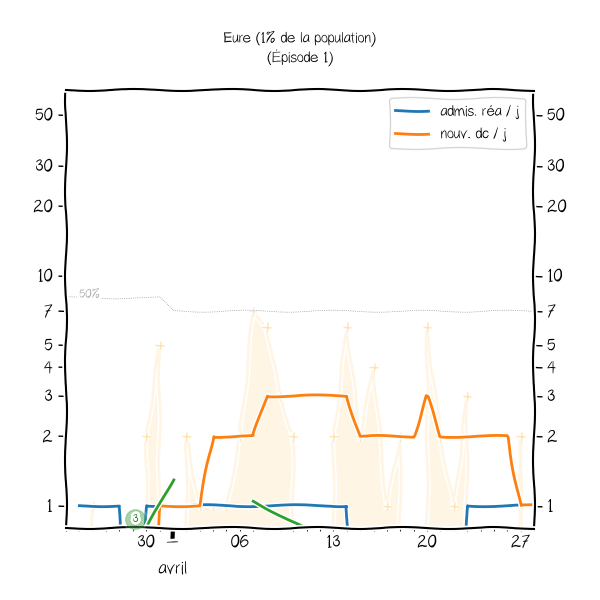 Eure (1% de la population)
(Épisode 1)
admis. réa / j
nouv. dc / j
50 50
30 30
20 20
10 10
50%
7 7
5 5
4 4
3 3
2 2
1 1
3
30 06 13 20 27
avril